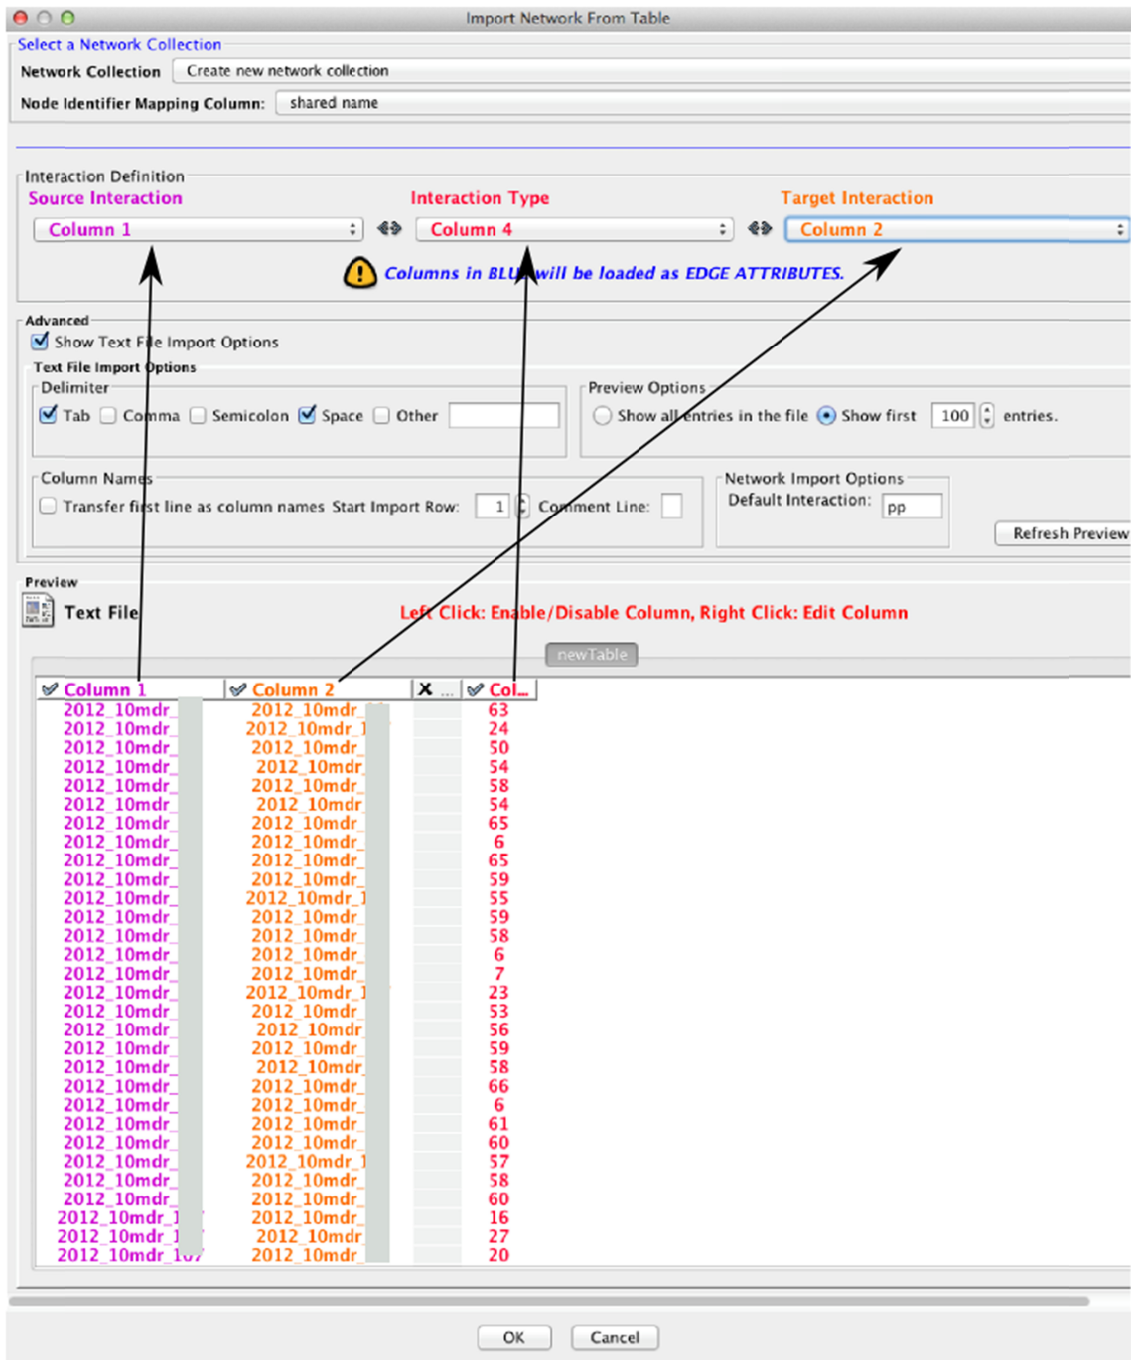 Import Network From Table
Select a Network Collection
Network Collection Create new network collection
Node Identifier Mapping Column: shared name
Interaction Definition
Source Interaction Interaction Type Target Interaction
Column 1 Column 4 Column 2
Columns in BLUE will be loaded as EDGE ATTRIBUTES.
Advanced
Show Text File Import Options
Text File Import Options
Delimiter Preview Options
Tab Comma Semicolon Space Other Show all entries in the file Show first 100 entries.
Column Names Network Import Options
Transfer first line as column names Start Import Row: 1 Comment Line: Default Interaction: pp
Refresh Preview
Preview
Text File Left Click: Enable/Disable Column, Right Click: Edit Column
newTable
Column 1 Column 2 X ... Col...
2012_10mdr_ 2012_10mdr_ 63
2012_10mdr_ 2012_10mdr_1 24
2012_10mdr_ 2012_10mdr_ 50
2012_10mdr_ 2012_10mdr_ 54
2012_10mdr_ 2012_10mdr_ 58
2012_10mdr_ 2012_10mdr_ 54
2012_10mdr_ 2012_10mdr_ 65
2012_10mdr_ 2012_10mdr_ 6
2012_10mdr_ 2012_10mdr_ 65
2012_10mdr_ 2012_10mdr_ 59
2012_10mdr_ 2012_10mdr_1 55
2012_10mdr_ 2012_10mdr_ 59
2012_10mdr_ 2012_10mdr_ 58
2012_10mdr_ 2012_10mdr_ 6
2012_10mdr_ 2012_10mdr_ 7
2012_10mdr_ 2012_10mdr_1 23
2012_10mdr_ 2012_10mdr_ 53
2012_10mdr_ 2012_10mdr_ 56
2012_10mdr_ 2012_10mdr_ 59
2012_10mdr_ 2012_10mdr_ 58
2012_10mdr_ 2012_10mdr_ 66
2012_10mdr_ 2012_10mdr_ 6
2012_10mdr_ 2012_10mdr_ 61
2012_10mdr_ 2012_10mdr_ 60
2012_10mdr_ 2012_10mdr_1 57
2012_10mdr_ 2012_10mdr_ 58
2012_10mdr_ 2012_10mdr_ 60
2012_10mdr_1 2012_10mdr_ 16
2012_10mdr_1 2012_10mdr_ 27
2012_10mdr_107 2012_10mdr_ 20
OK Cancel